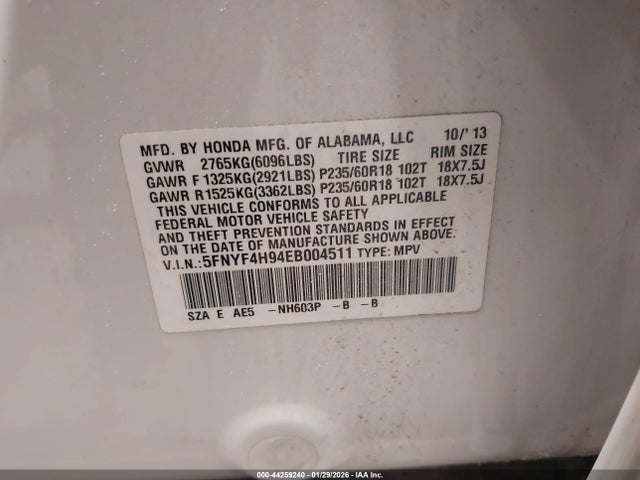 MFD. BY HONDA MFG. OF ALABAMA, LLC 10/'13
GVWR 2765KG(6096LBS) TIRE SIZE RIM SIZE
GAWR F 1325KG(2921LBS) P235/60R18 102T 18X7.5J
GAWR R 1525KG(3362LBS) P235/60R18 102T 18X7.5J
THIS VEHICLE CONFORMS TO ALL APPLICABLE
FEDERAL MOTOR VEHICLE SAFETY
AND THEFT PREVENTION STANDARDS IN EFFECT
ON THE DATE OF MANUFACTURE SHOWN ABOVE.
V.I.N.:5FNYF4H94EB004511 TYPE: MPV
SZA E AE5 -NH603P -B -B
000-44259240 - 01/29/2026 - IAA Inc.